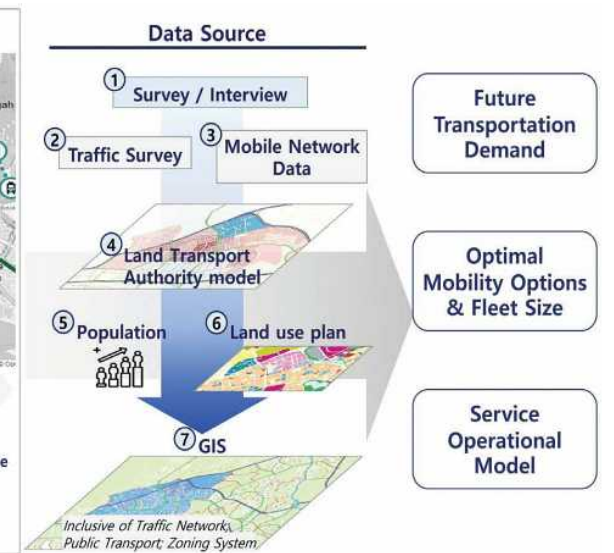 Data Source
① Survey / Interview
② Traffic Survey
③ Mobile Network
Data
④ Land Transport
Authority model
⑤ Population
⑥ Land use plan
⑦ GIS
Inclusive of Traffic Network,
Public Transport; Zoning System
Future
Transportation
Demand
Optimal
Mobility Options
& Fleet Size
Service
Operational
Model